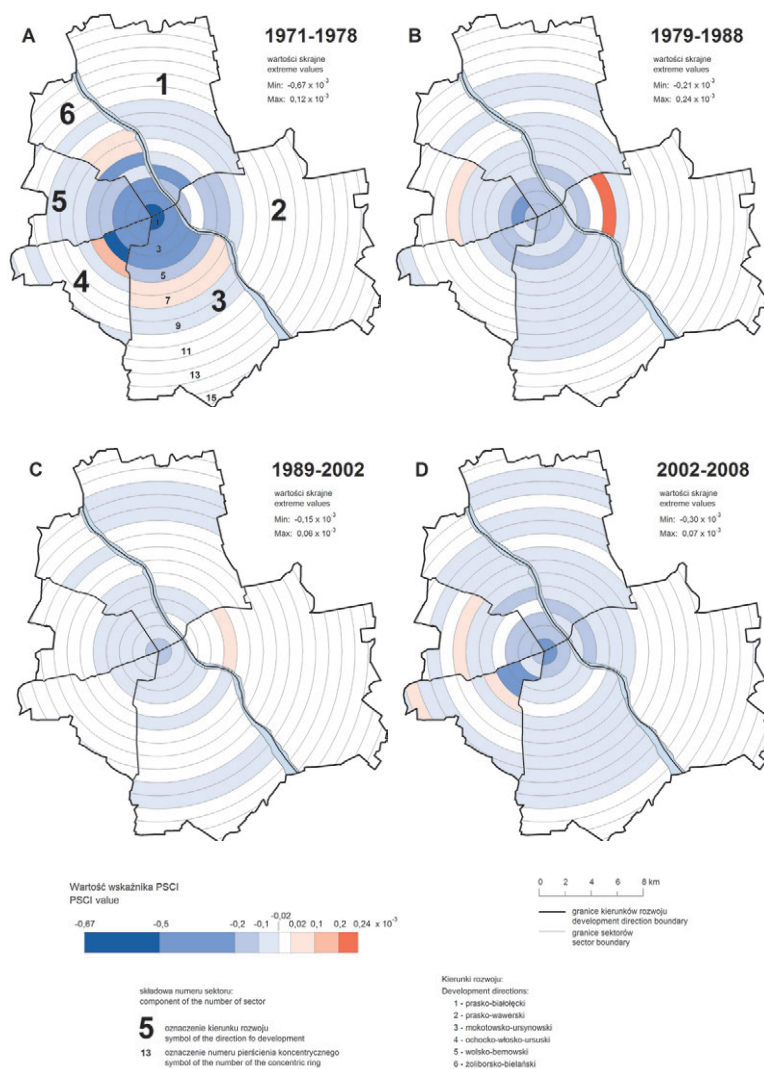 A
1971-1978
wartości skrajne
extreme values
Min: -0,67 x 10⁻³
Max: 0,12 x 10⁻³
1
6
5
2
4
3
1
3
5
7
9
11
13
15
B
1979-1988
wartości skrajne
extreme values
Min: -0,21 x 10⁻³
Max: 0,24 x 10⁻³
C
1989-2002
wartości skrajne
extreme values
Min: -0,15 x 10⁻³
Max: 0,06 x 10⁻³
D
2002-2008
wartości skrajne
extreme values
Min: -0,30 x 10⁻³
Max: 0,07 x 10⁻³
Wartość wskaźnika PSCI
PSCI value
-0,67 -0,5 -0,2 -0,1 -0,02 0,02 0,1 0,2 0,24 x 10⁻³
składowa numeru sektoru:
component of the number of sector
5 oznaczenie kierunku rozwoju
symbol of the direction fo development
13 oznaczenie numeru pierścienia koncentrycznego
symbol of the number of the concentric ring
0 2 4 6 8 km
granice kierunków rozwoju
development direction boundary
granice sektorów
sector boundary
Kierunki rozwoju:
Development directions:
1 - prasko-białołęcki
2 - prasko-wawerski
3 - mokotowsko-ursynowski
4 - ochocko-włosko-ursuski
5 - wolsko-bemowski
6 - żoliborsko-bielański